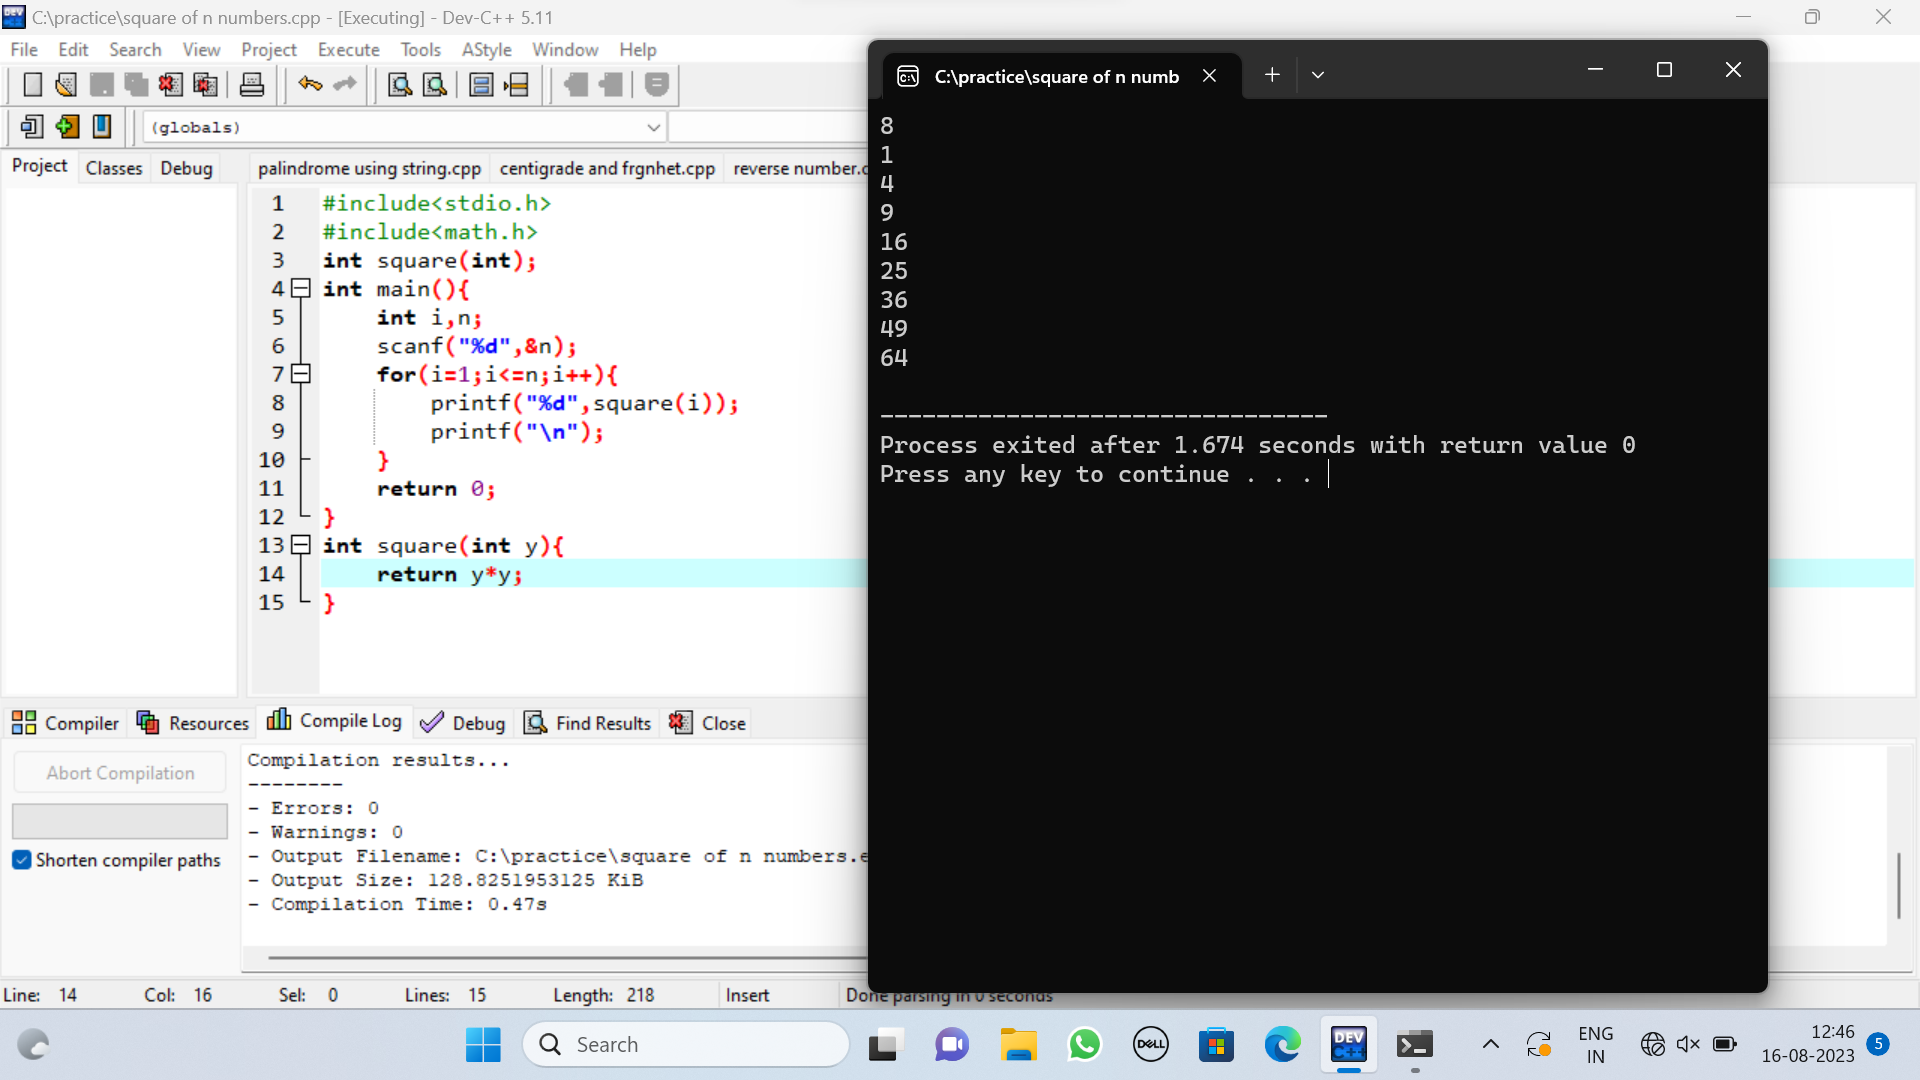 C:\practice\square of n numbers.cpp - [Executing] - Dev-C++ 5.11
File Edit Search View Project Execute Tools AStyle Window Help
(globals)
Project Classes Debug
palindrome using string.cpp centigrade and frgnhet.cpp reverse number.c
1 #include<stdio.h>
2 #include<math.h>
3 int square(int);
4 int main(){
5 int i,n;
6 scanf("%d",&n);
7 for(i=1;i<=n;i++){
8 printf("%d",square(i));
9 printf("\n");
10 }
11 return 0;
12 }
13 int square(int y){
14 return y*y;
15 }
C:\practice\square of n numb
8
1
4
9
16
25
36
49
64
--------------------------------
Process exited after 1.674 seconds with return value 0
Press any key to continue . . .
Compiler Resources Compile Log Debug Find Results Close
Abort Compilation
Shorten compiler paths
Compilation results...
--------
- Errors: 0
- Warnings: 0
- Output Filename: C:\practice\square of n numbers.e
- Output Size: 128.8251953125 KiB
- Compilation Time: 0.47s
Line: 14 Col: 16 Sel: 0 Lines: 15 Length: 218 Insert Done parsing in 0 seconds
Search
DELL
DEV C++
ENG
IN
12:46
16-08-2023
5